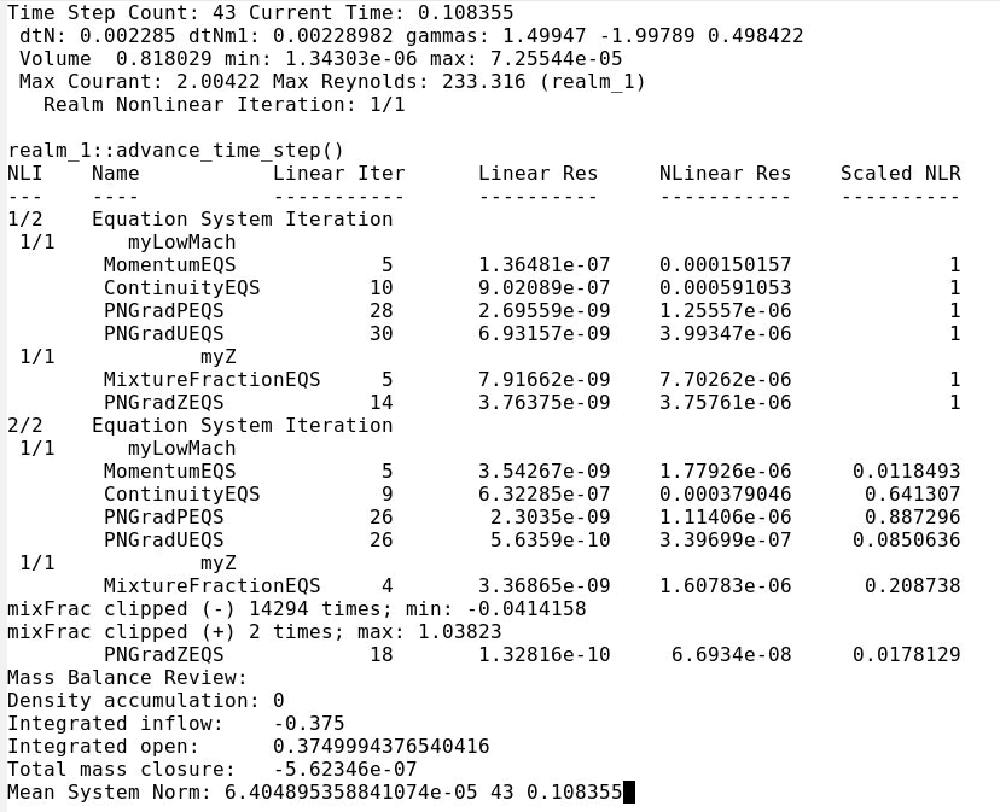 Time Step Count: 43 Current Time: 0.108355
 dtN: 0.002285 dtNm1: 0.00228982 gammas: 1.49947 -1.99789 0.498422
 Volume  0.818029 min: 1.34303e-06 max: 7.25544e-05
 Max Courant: 2.00422 Max Reynolds: 233.316 (realm_1)
   Realm Nonlinear Iteration: 1/1

realm_1::advance_time_step()
NLI    Name           Linear Iter      Linear Res     NLinear Res    Scaled NLR
---    ----           -----------      ----------     -----------    ----------
1/2    Equation System Iteration
 1/1      myLowMach
        MomentumEQS            5       1.36481e-07    0.000150157             1
        ContinuityEQS         10       9.02089e-07    0.000591053             1
        PNGradPEQS            28       2.69559e-09    1.25557e-06             1
        PNGradUEQS            30       6.93157e-09    3.99347e-06             1
 1/1            myZ
        MixtureFractionEQS     5       7.91662e-09    7.70262e-06             1
        PNGradZEQS            14       3.76375e-09    3.75761e-06             1
2/2    Equation System Iteration
 1/1      myLowMach
        MomentumEQS            5       3.54267e-09    1.77926e-06     0.0118493
        ContinuityEQS          9       6.32285e-07    0.000379046      0.641307
        PNGradPEQS            26        2.3035e-09    1.11406e-06      0.887296
        PNGradUEQS            26        5.6359e-10    3.39699e-07     0.0850636
 1/1            myZ
        MixtureFractionEQS     4       3.36865e-09    1.60783e-06      0.208738
mixFrac clipped (-) 14294 times; min: -0.0414158
mixFrac clipped (+) 2 times; max: 1.03823
        PNGradZEQS            18       1.32816e-10     6.6934e-08     0.0178129
Mass Balance Review:
Density accumulation: 0
Integrated inflow:    -0.375
Integrated open:      0.3749994376540416
Total mass closure:   -5.62346e-07
Mean System Norm: 6.404895358841074e-05 43 0.108355